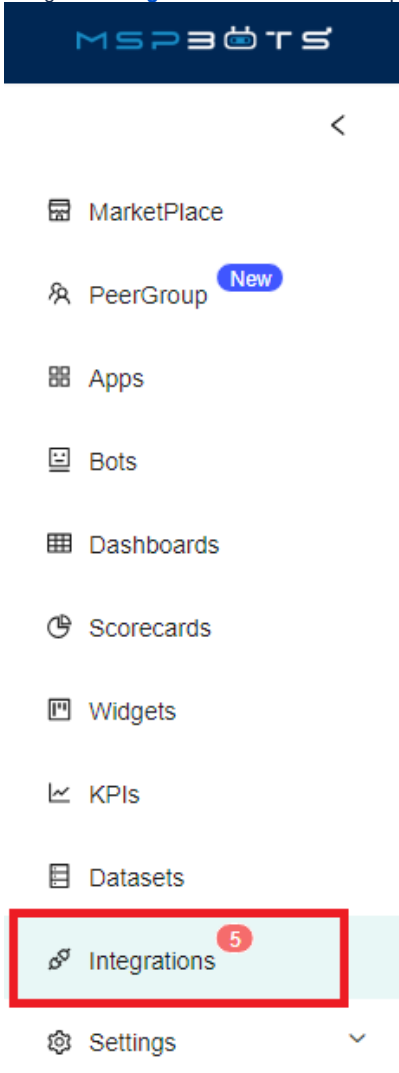 MSPBOTS
MarketPlace
PeerGroup New
Apps
Bots
Dashboards
Scorecards
Widgets
KPIs
Datasets
Integrations 5
Settings